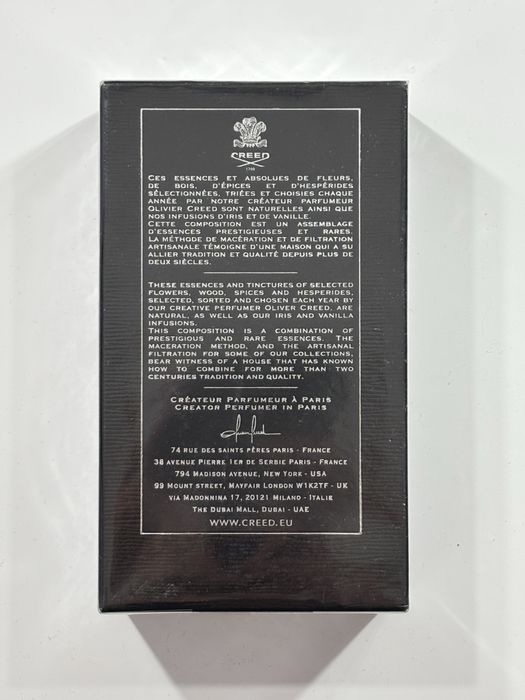 CREED
1760
CES ESSENCES ET ABSOLUES DE FLEURS,
DE BOIS, D'ÉPICES ET D'HESPÉRIDES
SÉLECTIONNÉES, TRIÉES ET CHOISIES CHAQUE
ANNÉE PAR NOTRE CRÉATEUR PARFUMEUR
OLIVIER CREED SONT NATURELLES AINSI QUE
NOS INFUSIONS D'IRIS ET DE VANILLE.
CETTE COMPOSITION EST UN ASSEMBLAGE
D'ESSENCES PRESTIGIEUSES ET RARES.
LA MÉTHODE DE MACÉRATION ET DE FILTRATION
ARTISANALE TÉMOIGNE D'UNE MAISON QUI A SU
ALLIER TRADITION ET QUALITÉ DEPUIS PLUS DE
DEUX SIÈCLES.
THESE ESSENCES AND TINCTURES OF SELECTED
FLOWERS, WOOD, SPICES AND HESPERIDES,
SELECTED, SORTED AND CHOSEN EACH YEAR BY
OUR CREATIVE PERFUMER OLIVER CREED, ARE
NATURAL, AS WELL AS OUR IRIS AND VANILLA
INFUSIONS.
THIS COMPOSITION IS A COMBINATION OF
PRESTIGIOUS AND RARE ESSENCES. THE
MACERATION METHOD, AND THE ARTISANAL
FILTRATION FOR SOME OF OUR COLLECTIONS,
BEAR WITNESS OF A HOUSE THAT HAS KNOWN
HOW TO COMBINE FOR MORE THAN TWO
CENTURIES TRADITION AND QUALITY.
CRÉATEUR PARFUMEUR À PARIS
CREATOR PERFUMER IN PARIS
74 RUE DES SAINTS PÈRES PARIS - FRANCE
38 AVENUE PIERRE 1ER DE SERBIE PARIS - FRANCE
794 MADISON AVENUE, NEW YORK - USA
99 MOUNT STREET, MAYFAIR LONDON W1K2TF - UK
VIA MADONNINA 17, 20121 MILANO - ITALIE
THE DUBAI MALL, DUBAI - UAE
WWW.CREED.EU